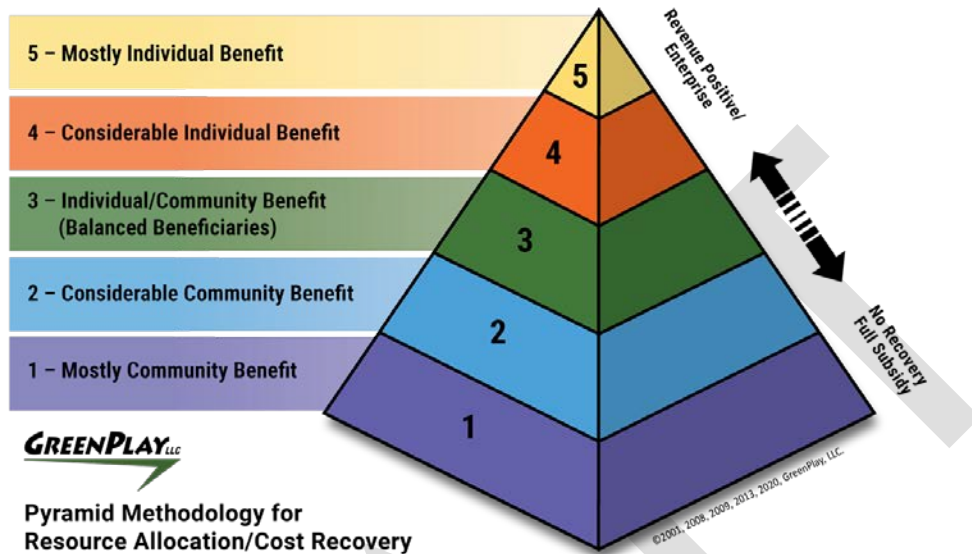 5 – Mostly Individual Benefit
4 – Considerable Individual Benefit
3 – Individual/Community Benefit
(Balanced Beneficiaries)
2 – Considerable Community Benefit
1 – Mostly Community Benefit
5
4
3
2
1
Revenue Positive/
Enterprise
No Recovery
Full Subsidy
GREENPLAY LLC
Pyramid Methodology for
Resource Allocation/Cost Recovery
©2001, 2008, 2009, 2013, 2020, GreenPlay, LLC.